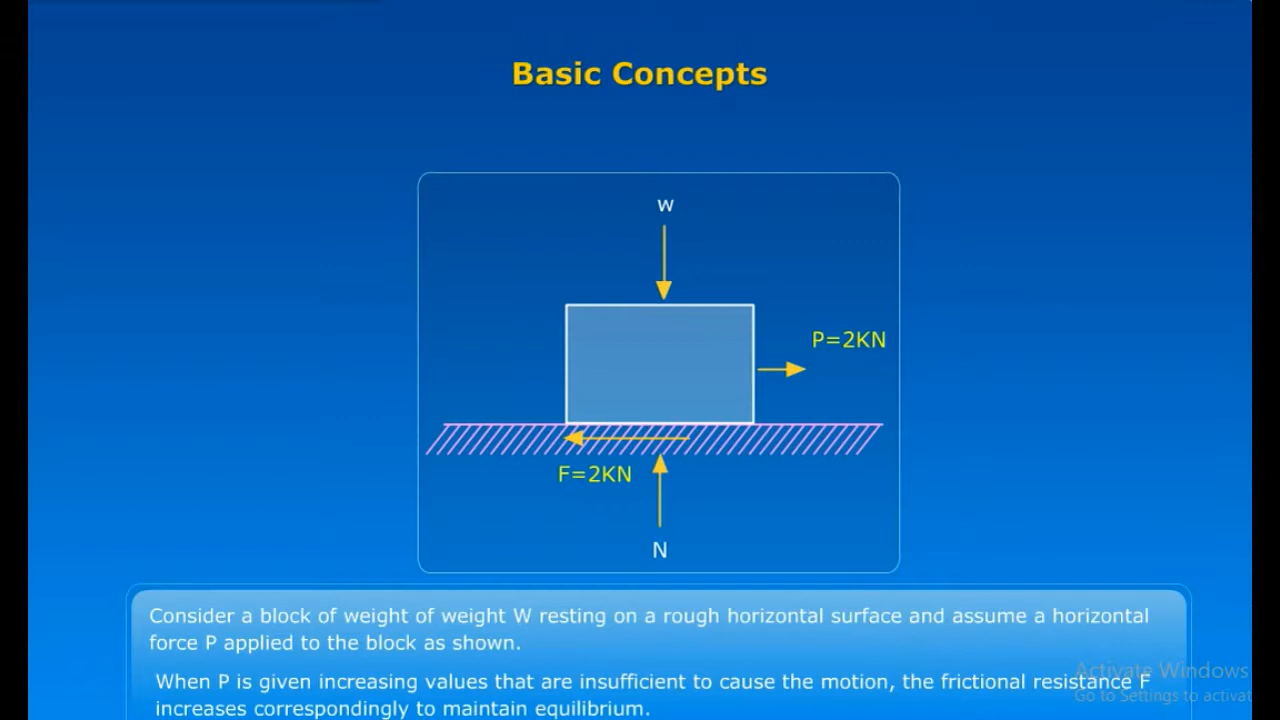 Basic Concepts
W
P=2KN
F=2KN
N
Consider a block of weight of weight W resting on a rough horizontal surface and assume a horizontal
force P applied to the block as shown.
When P is given increasing values that are insufficient to cause the motion, the frictional resistance F
increases correspondingly to maintain equilibrium.
Activate Windows
Go to Settings to activat